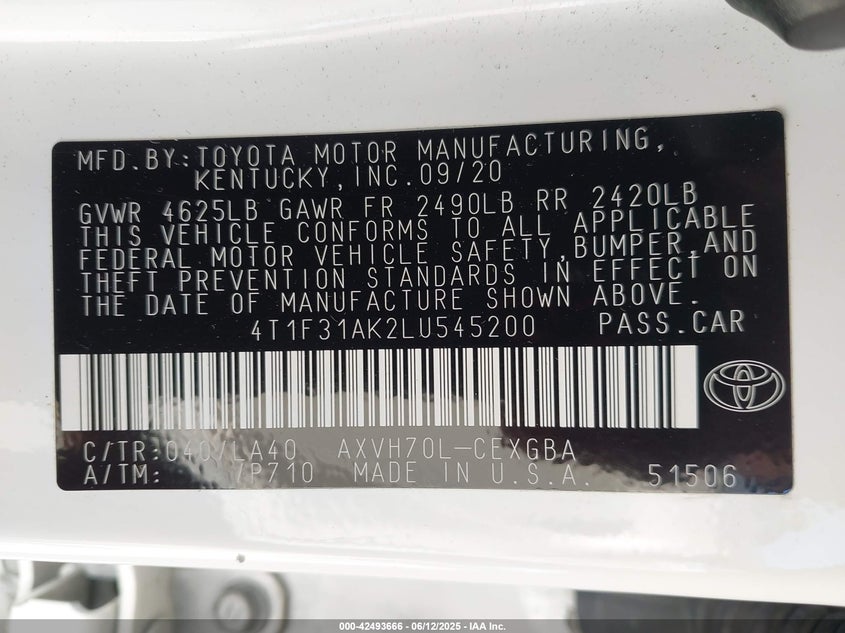 MFD.BY:TOYOTA MOTOR MANUFACTURING,
KENTUCKY,INC.09/20
GVWR 4625LB GAWR FR 2490LB RR 2420LB
THIS VEHICLE CONFORMS TO ALL APPLICABLE
FEDERAL MOTOR VEHICLE SAFETY,BUMPER,AND
THEFT PREVENTION STANDARDS IN EFFECT ON
THE DATE OF MANUFACTURE SHOWN ABOVE.
4T1F31AK2LU545200 PASS.CAR
C/TR:040/LA40 AXVH70L-CEXGBA
A/TM: /P710 MADE IN U.S.A. 51506
000-42493666 - 06/12/2025 - IAA Inc.